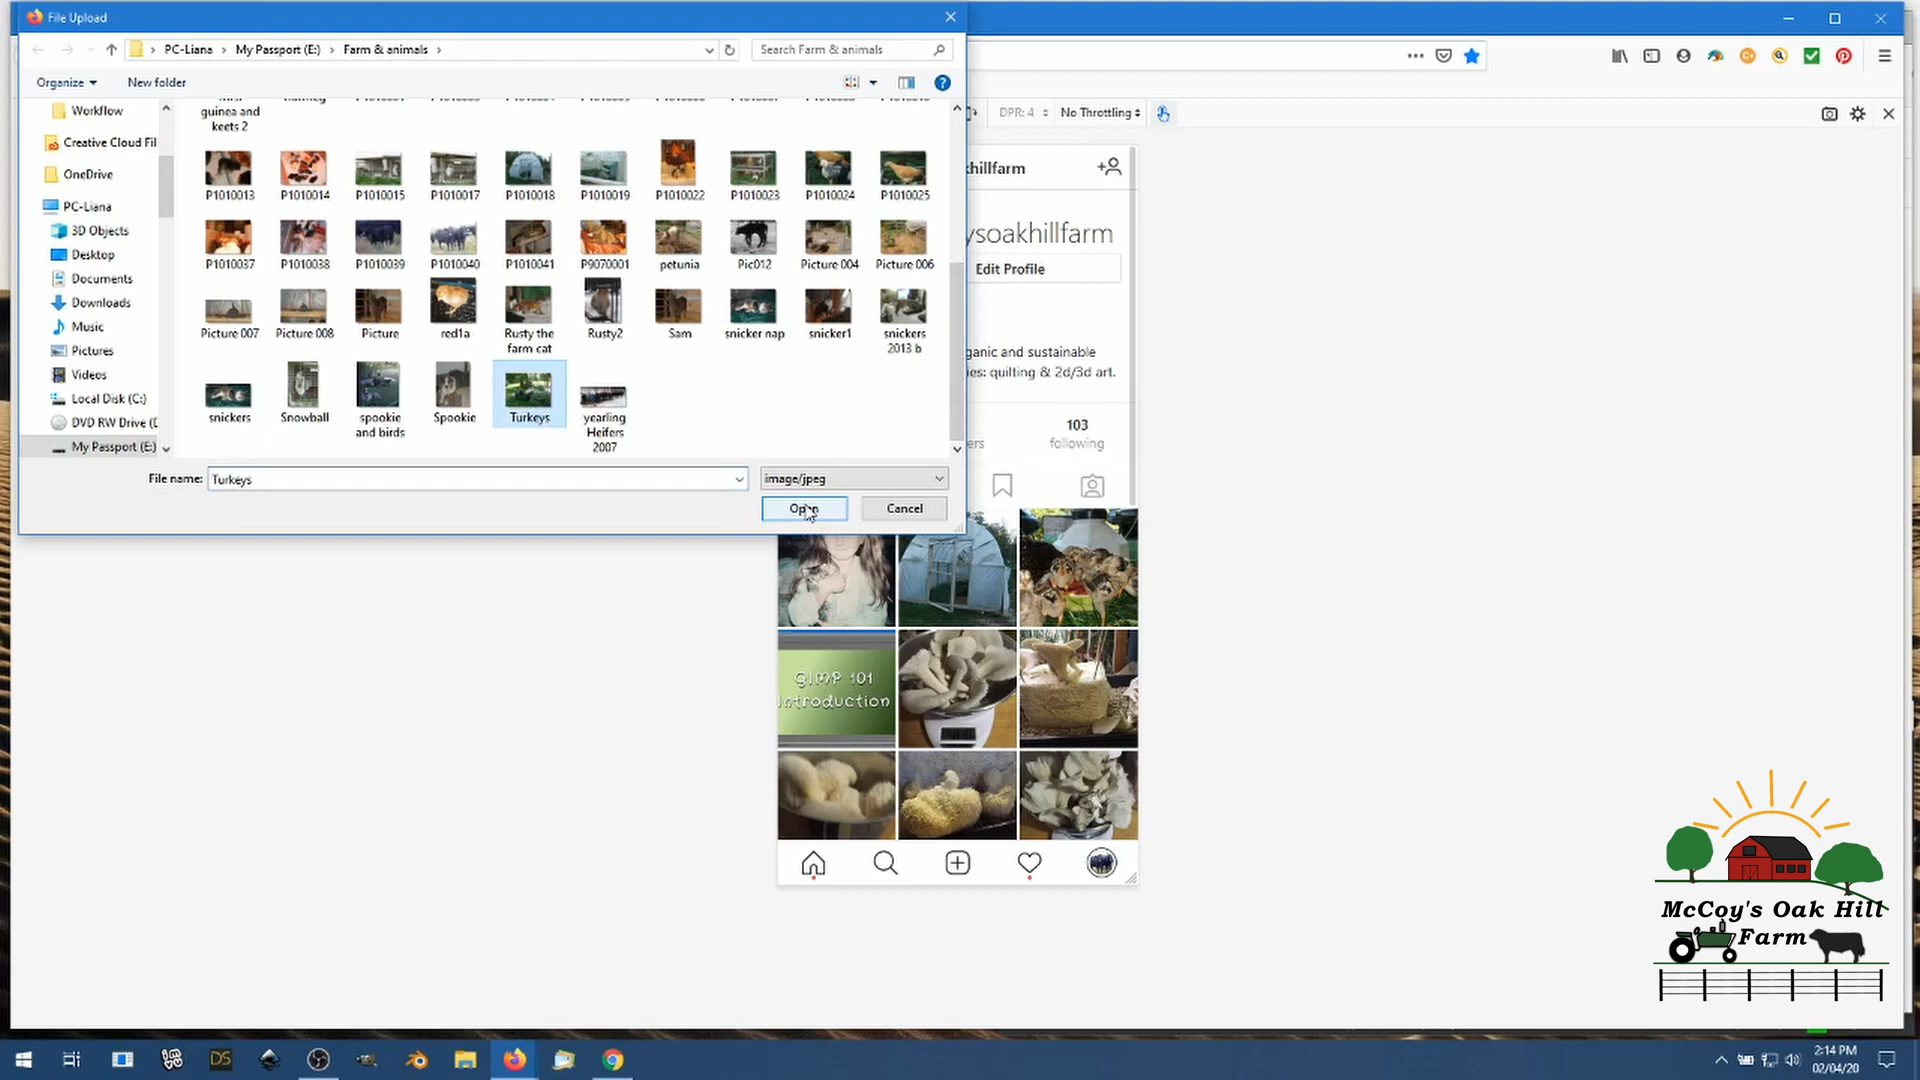 File Upload
PC-Liana
My Passport (E:)
Farm & animals
Search Farm & animals
Organize
New folder
DPR: 4
No Throttling
Workflow
Creative Cloud Fil
OneDrive
PC-Liana
3D Objects
Desktop
Documents
Downloads
Music
Pictures
Videos
Local Disk (C:)
DVD RW Drive (D
My Passport (E:)
guinea and
keets 2
P1010013 P1010014 P1010015 P1010017 P1010018 P1010019 P1010022 P1010023 P1010024 P1010025
P1010037 P1010038 P1010039 P1010040 P1010041 P9070001 petunia Pic012 Picture 004 Picture 006
Picture 007 Picture 008 Picture red1a Rusty the Rusty2 Sam snicker nap snicker1 snickers
farm cat 2013 b
snickers Snowball spookie Spookie Turkeys yearling
and birds Heifers
2007
File name: Turkeys
image/jpeg
Open
Cancel
hillfarm
ysoakhillfarm
Edit Profile
ganic and sustainable
ies: quilting & 2d/3d art.
103
ers following
GIMP 101
Introduction
McCoy's Oak Hill
Farm
DS
2:14 PM
02/04/20